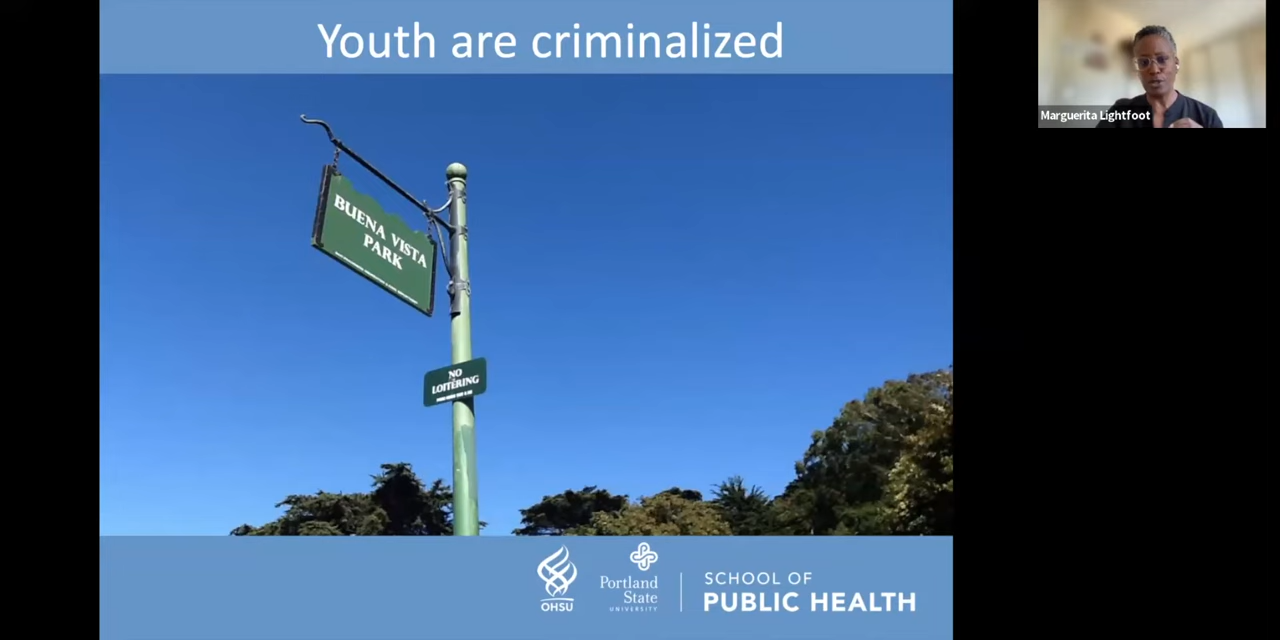 Youth are criminalized
Marguerita Lightfoot
BUENA VISTA
PARK
NO
LOITERING
OHSU
Portland
State
UNIVERSITY
SCHOOL OF
PUBLIC HEALTH